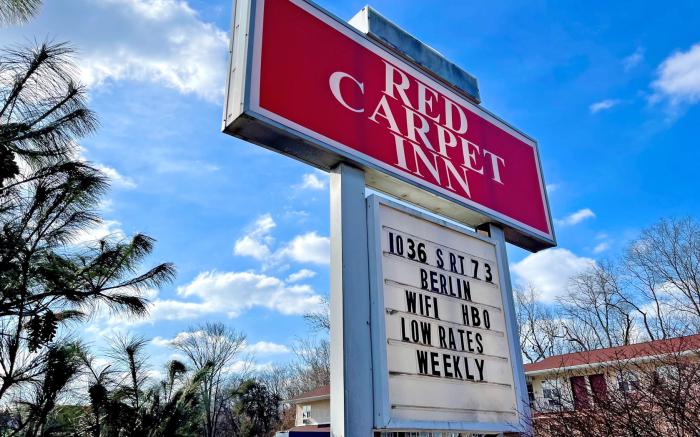 RED
CARPET
INN
1036 S RT 73
BERLIN
WIFI HBO
LOW RATES
WEEKLY